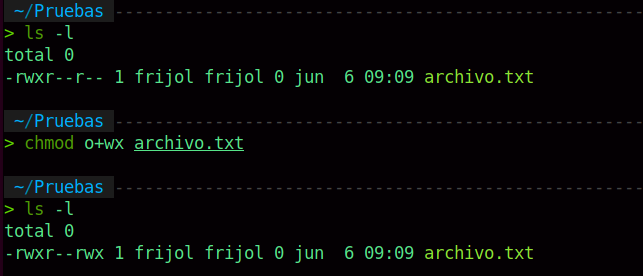 ~/Pruebas
> ls -l
total 0
-rwxr--r-- 1 frijol frijol 0 jun  6 09:09 archivo.txt
~/Pruebas
> chmod o+wx archivo.txt
~/Pruebas
> ls -l
total 0
-rwxr--rwx 1 frijol frijol 0 jun  6 09:09 archivo.txt